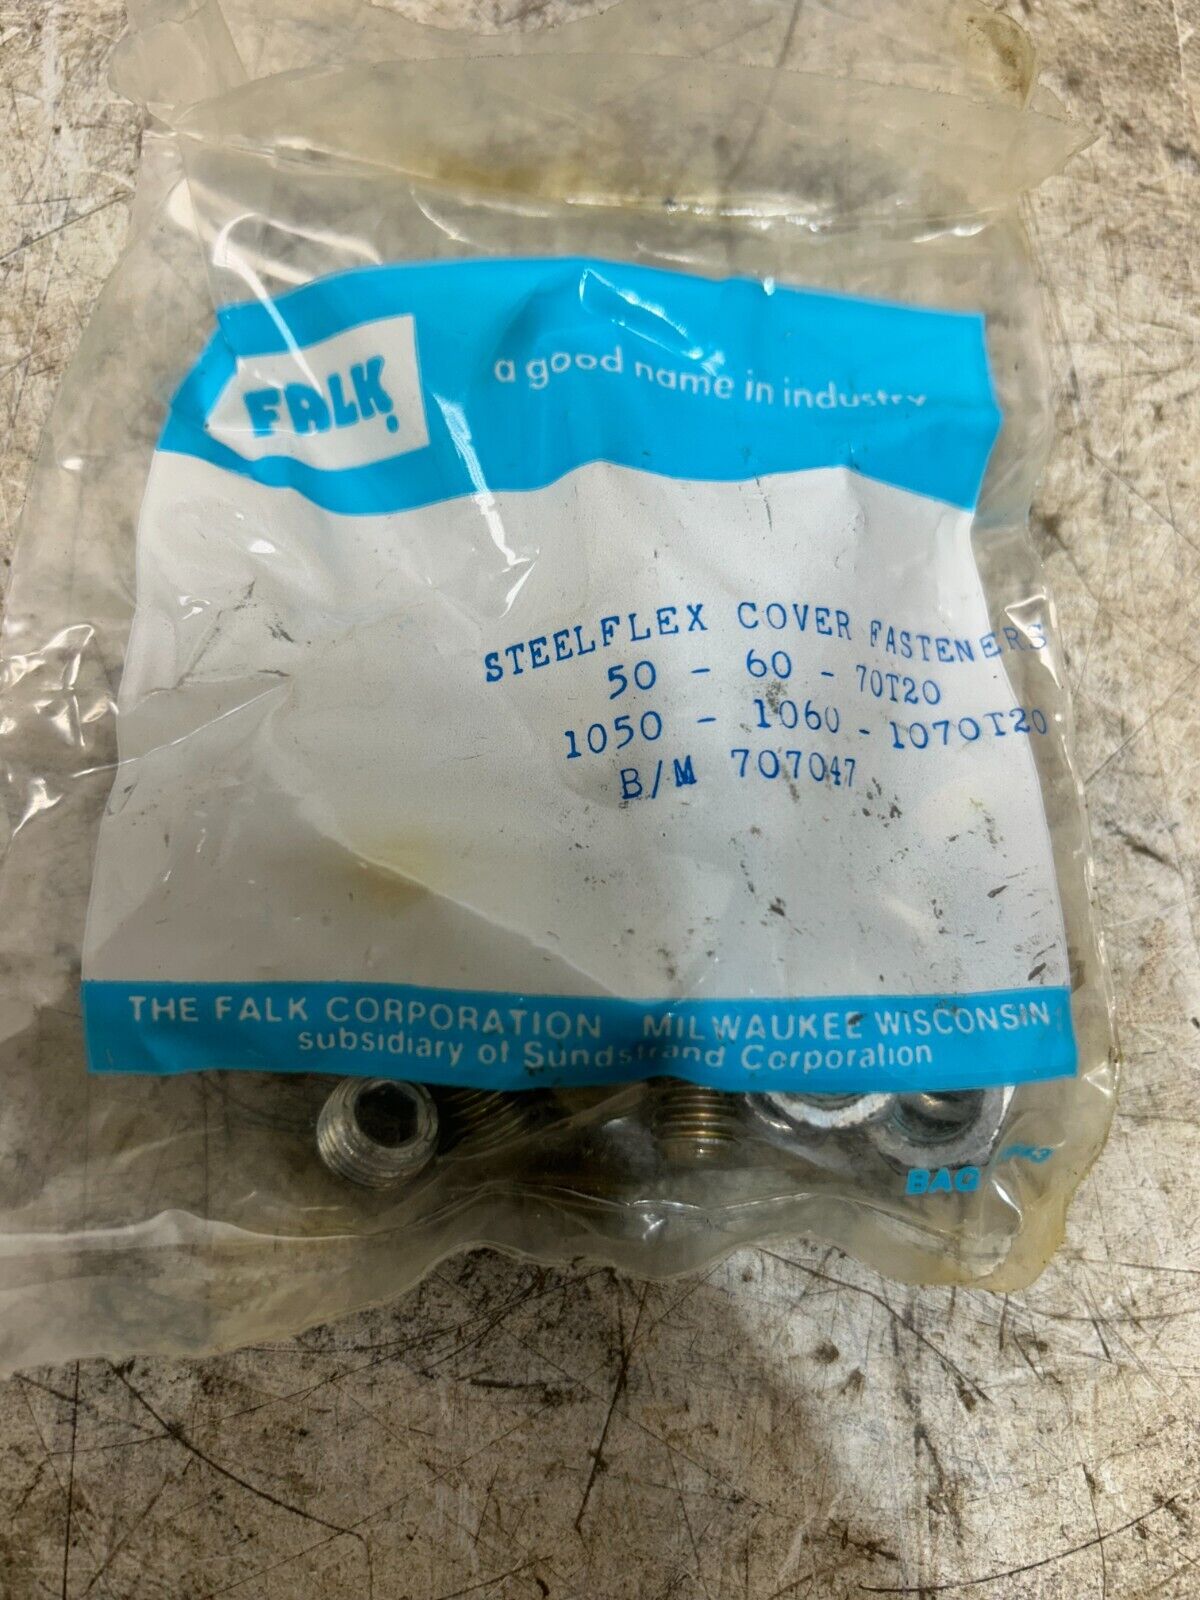 FALK
a good name in industry
STEELFLEX COVER FASTENERS
50 - 60 - 70T20
1050 - 1060 - 1070T20
B/M 707047
THE FALK CORPORATION MILWAUKEE WISCONSIN
subsidiary of Sundstrand Corporation
BAG